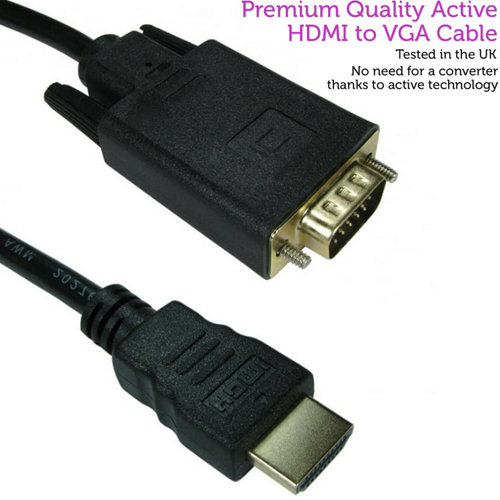 Premium Quality Active
HDMI to VGA Cable
Tested in the UK
No need for a converter
thanks to active technology